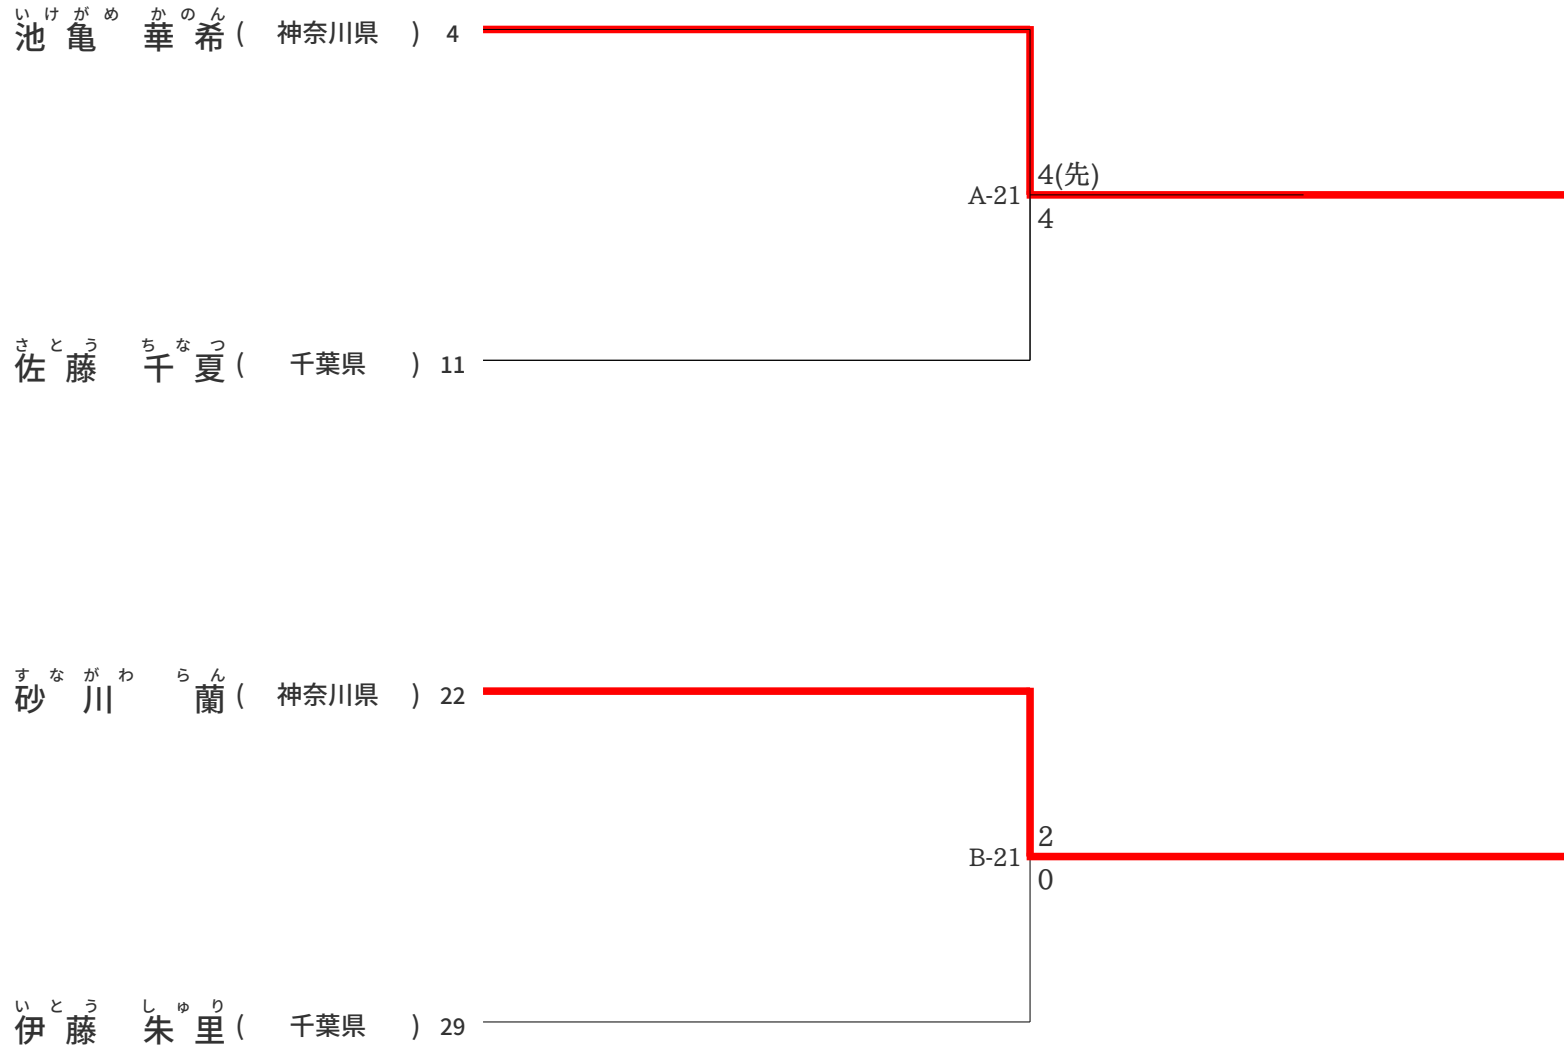 いけがめ かのん
池亀 華希 ( 神奈川県 ) 4
4(先)
A-21
4
さとう ちなつ
佐藤 千夏 ( 千葉県 ) 11
すながわ らん
砂川 蘭 ( 神奈川県 ) 22
2
B-21
0
いとう しゅり
伊藤 朱里 ( 千葉県 ) 29